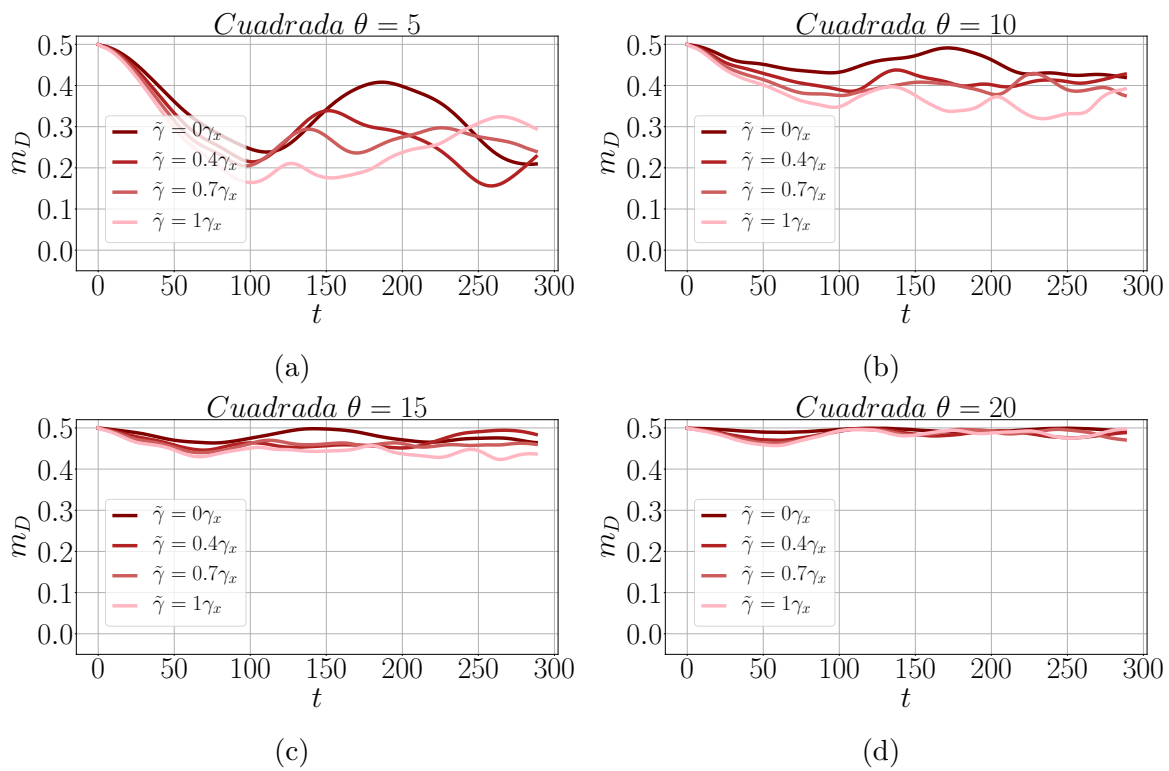 Cuadrada θ = 5
0.5
0.4
0.3
0.2
0.1
0.0
m_D
γ̃ = 0γ_x
γ̃ = 0.4γ_x
γ̃ = 0.7γ_x
γ̃ = 1γ_x
0 50 100 150 200 250 300
t
(a)
Cuadrada θ = 10
0.5
0.4
0.3
0.2
0.1
0.0
m_D
γ̃ = 0γ_x
γ̃ = 0.4γ_x
γ̃ = 0.7γ_x
γ̃ = 1γ_x
0 50 100 150 200 250 300
t
(b)
Cuadrada θ = 15
0.5
0.4
0.3
0.2
0.1
0.0
m_D
γ̃ = 0γ_x
γ̃ = 0.4γ_x
γ̃ = 0.7γ_x
γ̃ = 1γ_x
0 50 100 150 200 250 300
t
(c)
Cuadrada θ = 20
0.5
0.4
0.3
0.2
0.1
0.0
m_D
γ̃ = 0γ_x
γ̃ = 0.4γ_x
γ̃ = 0.7γ_x
γ̃ = 1γ_x
0 50 100 150 200 250 300
t
(d)